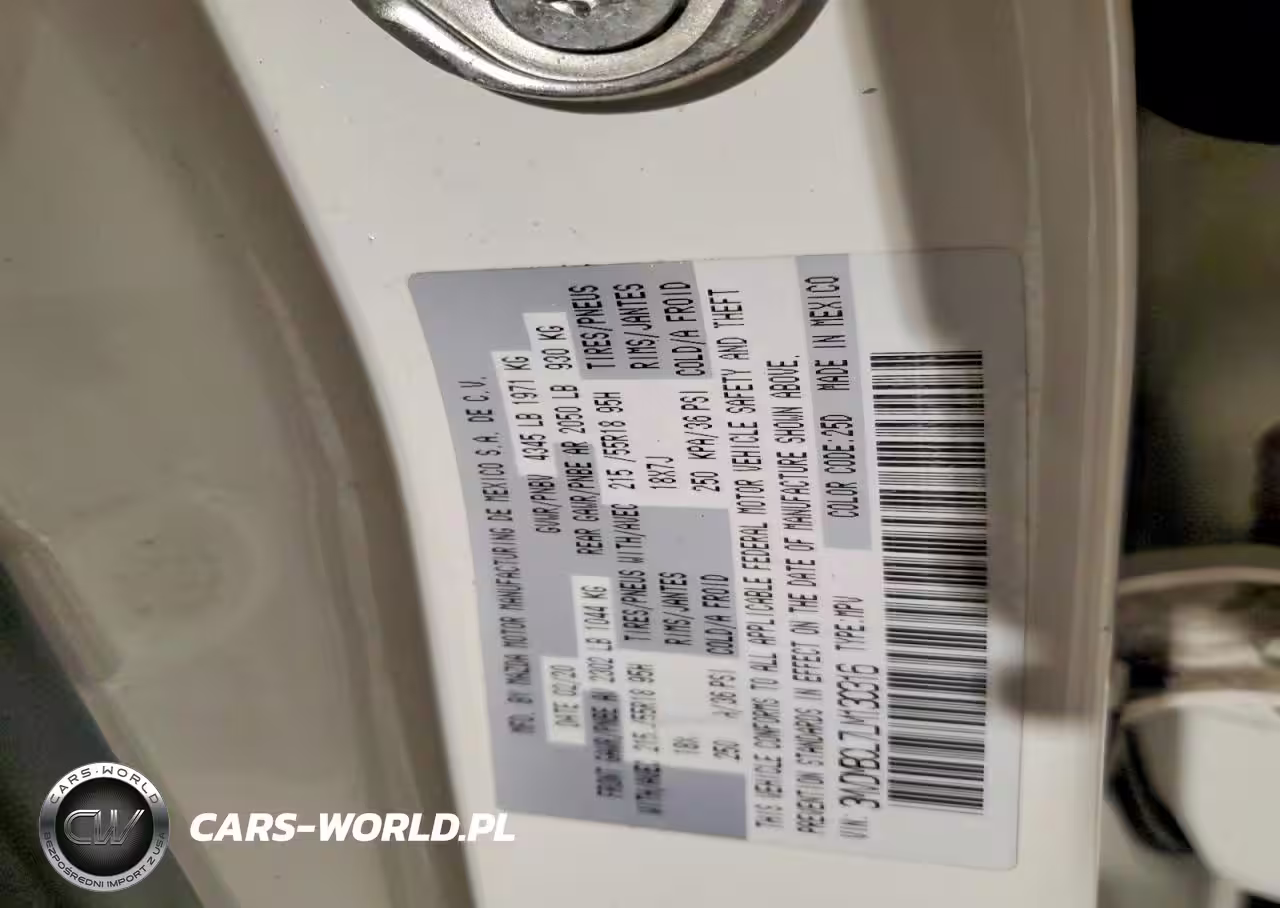 MFD. BY MAZDA MOTOR MANUFACTURING DE MEXICO S.A. DE C.V.
DATE 02/20 GVWR/PNBV 4345 LB 1971 KG
FRONT GAWR/PNBE A 2302 LB 1044 KG REAR GAWR/PNBE AR 2050 LB 930 KG
WITH/AVEC 215 /55R18 95H TIRES/PNEUS WITH/AVEC 215 /55R18 95H TIRES/PNEUS
18X RIMS/JANTES 18X7J RIMS/JANTES
250 A/36 PSI COLD/A FROID 250 KPA/36 PSI COLD/A FROID
THIS VEHICLE CONFORMS TO ALL APPLICABLE FEDERAL MOTOR VEHICLE SAFETY AND THEFT
PREVENTION STANDARDS IN EFFECT ON THE DATE OF MANUFACTURE SHOWN ABOVE.
VIN: TYPE:MPV COLOR CODE:25D MADE IN MEXICO
CARS-WORLD
CW
BEZPOŚREDNI IMPORT Z USA
CARS-WORLD.PL